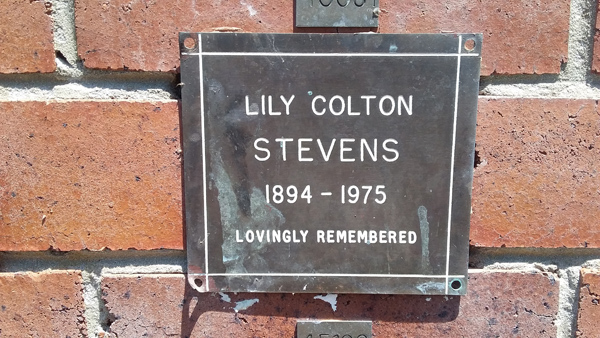 LILY COLTON
STEVENS
1894 - 1975
LOVINGLY REMEMBERED